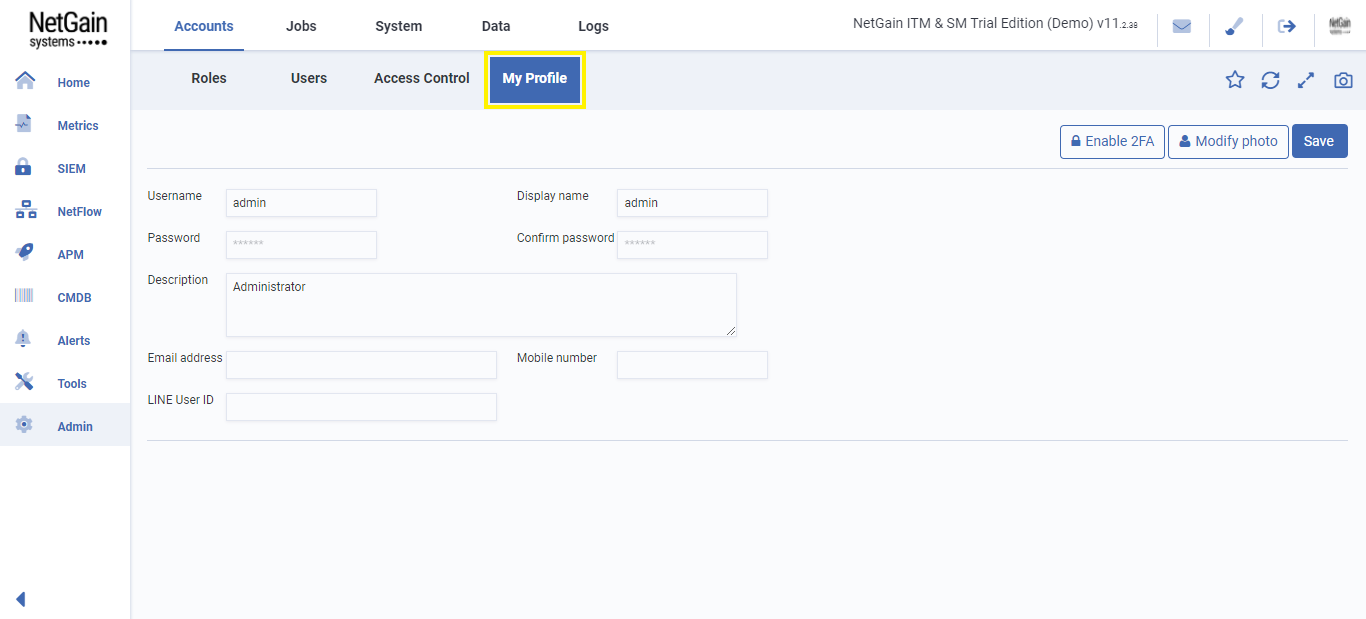 NetGain
systems
Accounts Jobs System Data Logs
NetGain ITM & SM Trial Edition (Demo) v11.2.38
NetGain
Roles Users Access Control My Profile
Home
Metrics
SIEM
NetFlow
APM
CMDB
Alerts
Tools
Admin
Enable 2FA Modify photo Save
Username admin Display name admin
Password ****** Confirm password ******
Description Administrator
Email address Mobile number
LINE User ID